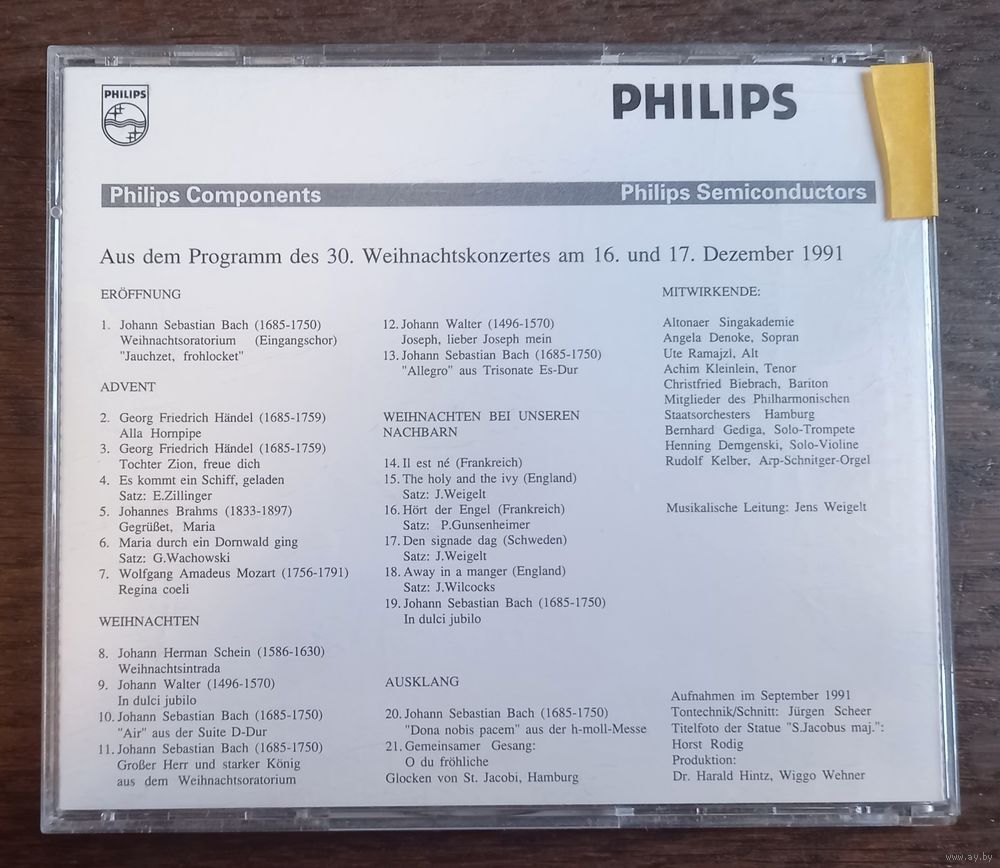 PHILIPS
PHILIPS
Philips Components
Philips Semiconductors
Aus dem Programm des 30. Weihnachtskonzertes am 16. und 17. Dezember 1991
ERÖFFNUNG
1. Johann Sebastian Bach (1685-1750)
Weihnachtsoratorium (Eingangschor)
"Jauchzet, frohlocket"
ADVENT
2. Georg Friedrich Händel (1685-1759)
Alla Hornpipe
3. Georg Friedrich Händel (1685-1759)
Tochter Zion, freue dich
4. Es kommt ein Schiff, geladen
Satz: E.Zillinger
5. Johannes Brahms (1833-1897)
Gegrüßet, Maria
6. Maria durch ein Dornwald ging
Satz: G.Wachowski
7. Wolfgang Amadeus Mozart (1756-1791)
Regina coeli
WEIHNACHTEN
8. Johann Herman Schein (1586-1630)
Weihnachtsintrada
9. Johann Walter (1496-1570)
In dulci jubilo
10. Johann Sebastian Bach (1685-1750)
"Air" aus der Suite D-Dur
11. Johann Sebastian Bach (1685-1750)
Großer Herr und starker König
aus dem Weihnachtsoratorium
12. Johann Walter (1496-1570)
Joseph, lieber Joseph mein
13. Johann Sebastian Bach (1685-1750)
"Allegro" aus Trisonate Es-Dur
WEIHNACHTEN BEI UNSEREN
NACHBARN
14. Il est né (Frankreich)
15. The holy and the ivy (England)
Satz: J.Weigelt
16. Hört der Engel (Frankreich)
Satz: P.Gunsenheimer
17. Den signade dag (Schweden)
Satz: J.Weigelt
18. Away in a manger (England)
Satz: J.Wilcocks
19. Johann Sebastian Bach (1685-1750)
In dulci jubilo
AUSKLANG
20. Johann Sebastian Bach (1685-1750)
"Dona nobis pacem" aus der h-moll-Messe
21. Gemeinsamer Gesang:
O du fröhliche
Glocken von St. Jacobi, Hamburg
MITWIRKENDE:
Altonaer Singakademie
Angela Denoke, Sopran
Ute Ramajzl, Alt
Achim Kleinlein, Tenor
Christfried Biebrach, Bariton
Mitglieder des Philharmonischen
Staatsorchesters Hamburg
Bernhard Gediga, Solo-Trompete
Henning Demgenski, Solo-Violine
Rudolf Kelber, Arp-Schnitger-Orgel
Musikalische Leitung: Jens Weigelt
Aufnahmen im September 1991
Tontechnik/Schnitt: Jürgen Scheer
Titelfoto der Statue "S.Jacobus maj.":
Horst Rodig
Produktion:
Dr. Harald Hintz, Wiggo Wehner
www.ay.by